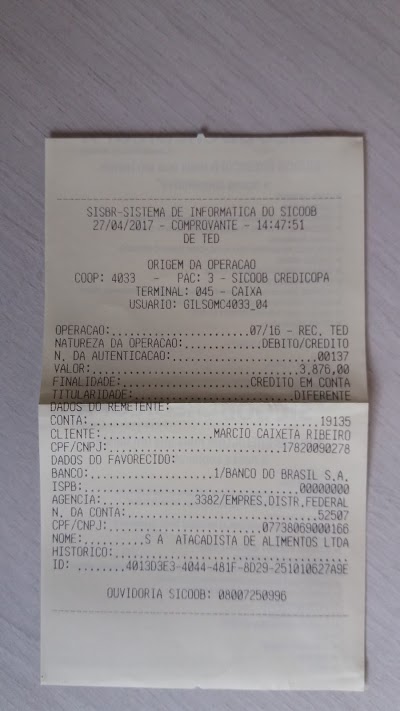 SISBR-SISTEMA DE INFORMATICA DO SICOOB
27/04/2017 - COMPROVANTE - 14:47:51
DE TED
ORIGEM DA OPERACAO
COOP: 4033 - PAC: 3 - SICOOB CREDICOPA
TERMINAL: 045 - CAIXA
USUARIO: GILSOMC4033_04
OPERACAO:......................07/16 - REC. TED
NATUREZA DA OPERACAO:............DEBITO/CREDITO
N. DA AUTENTICACAO:.......................00137
VALOR:.................................3,876,00
FINALIDADE:....................CREDITO EM CONTA
TITULARIDADE:.........................DIFERENTE
DADOS DO REMETENTE:
CONTA:....................................19135
CLIENTE:.................MARCIO CAIXETA RIBEIRO
CPF/CNPJ:...........................17820090278
DADOS DO FAVORECIDO:
BANCO:.....................1/BANCO DO BRASIL S.A.
ISPB:..................................00000000
AGENCIA:..............3382/EMPRES.DISTR.FEDERAL
N. DA CONTA:..............................52507
CPF/CNPJ:........................07738069000166
NOME:.........S A ATACADISTA DE ALIMENTOS LTDA
HISTORICO:.....................................
ID: ........4013D3E3-4044-481F-8D29-251010627A9E
OUVIDORIA SICOOB: 08007250996